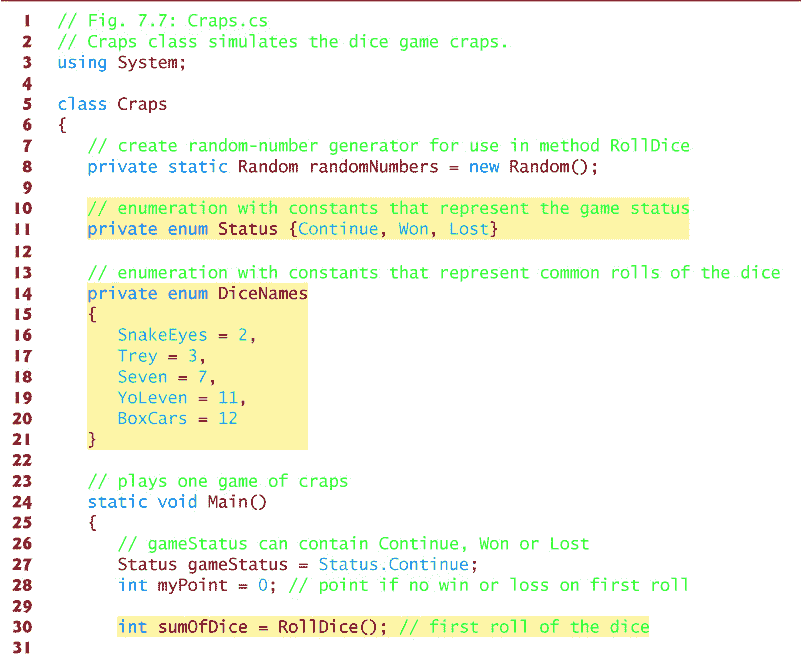 1 // Fig. 7.7: Craps.cs
2 // Craps class simulates the dice game craps.
3 using System;
4
5 class Craps
6 {
7 // create random-number generator for use in method RollDice
8 private static Random randomNumbers = new Random();
9
10 // enumeration with constants that represent the game status
11 private enum Status {Continue, Won, Lost}
12
13 // enumeration with constants that represent common rolls of the dice
14 private enum DiceNames
15 {
16 SnakeEyes = 2,
17 Trey = 3,
18 Seven = 7,
19 YoLeven = 11,
20 BoxCars = 12
21 }
22
23 // plays one game of craps
24 static void Main()
25 {
26 // gameStatus can contain Continue, Won or Lost
27 Status gameStatus = Status.Continue;
28 int myPoint = 0; // point if no win or loss on first roll
29
30 int sumOfDice = RollDice(); // first roll of the dice
31